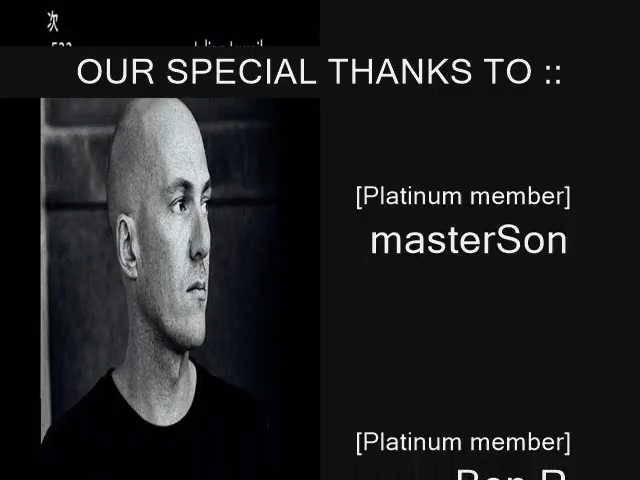 次
OUR SPECIAL THANKS TO ::
[Platinum member]
masterSon
[Platinum member]